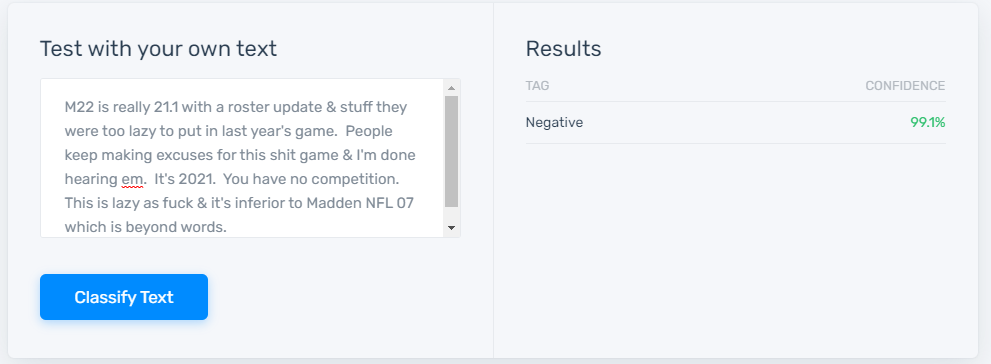 Test with your own text
M22 is really 21.1 with a roster update & stuff they
were too lazy to put in last year's game.  People
keep making excuses for this shit game & I'm done
hearing em.  It's 2021.  You have no competition.
This is lazy as fuck & it's inferior to Madden NFL 07
which is beyond words.
Classify Text
Results
TAG CONFIDENCE
Negative 99.1%